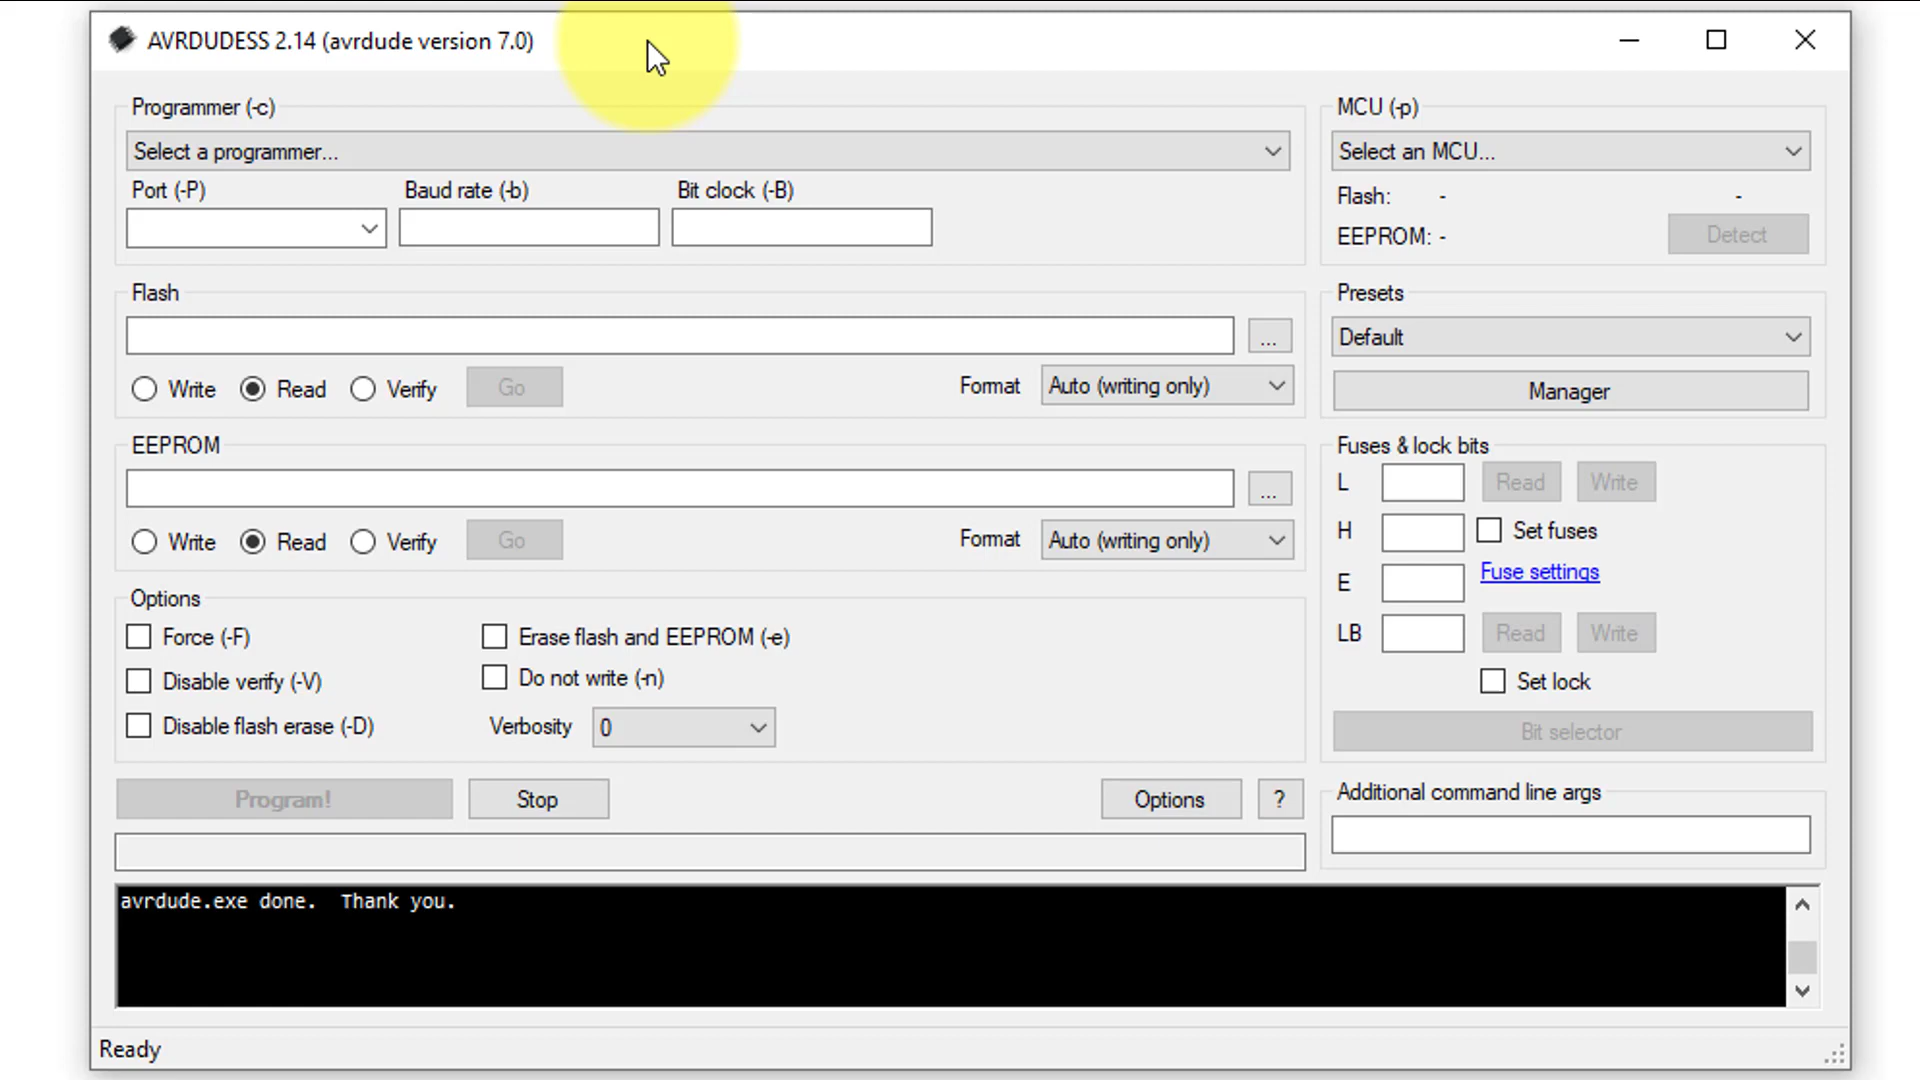 AVRDUDESS 2.14 (avrdude version 7.0)
Programmer (-c)
Select a programmer...
Port (-P)
Baud rate (-b)
Bit clock (-B)
MCU (-p)
Select an MCU...
Flash: - -
EEPROM: -
Detect
Flash
...
Write Read Verify Go
Format Auto (writing only)
Presets
Default
Manager
EEPROM
...
Write Read Verify Go
Format Auto (writing only)
Fuses & lock bits
L Read Write
H Set fuses
E Fuse settings
LB Read Write
Set lock
Bit selector
Options
Force (-F)
Erase flash and EEPROM (-e)
Disable verify (-V)
Do not write (-n)
Disable flash erase (-D)
Verbosity 0
Program! Stop Options ?
Additional command line args
avrdude.exe done.  Thank you.
Ready